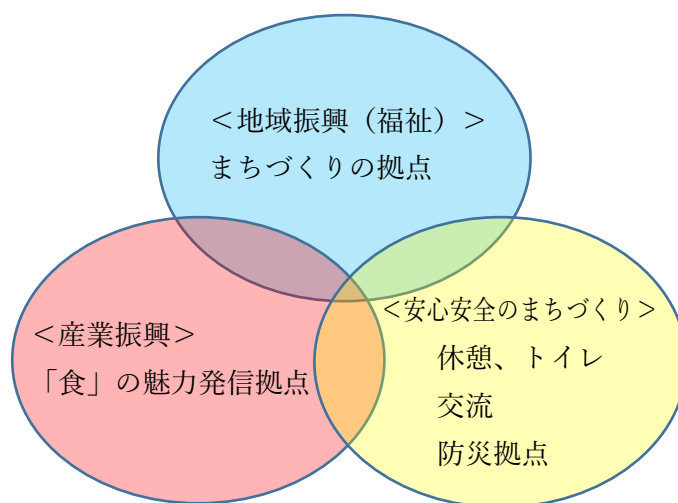 ＜地域振興（福祉）＞
まちづくりの拠点
＜産業振興＞
「食」の魅力発信拠点
＜安心安全のまちづくり＞
休憩、トイレ
交流
防災拠点